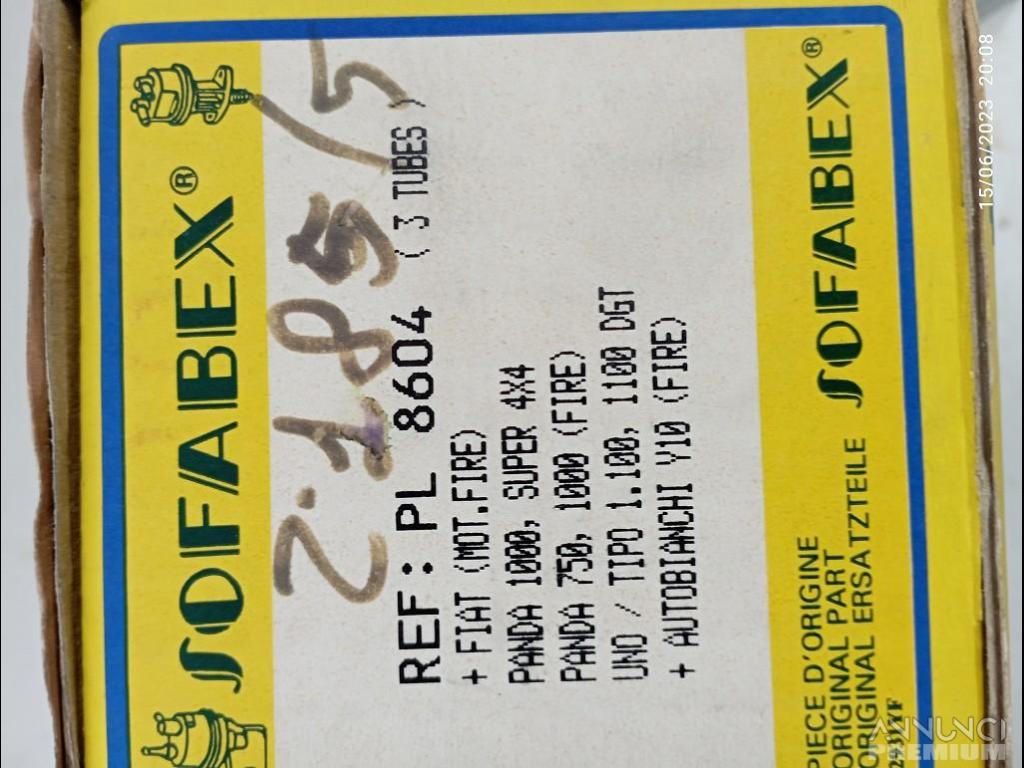 SOFABEX®
2.185/5
REF: PL 8604 ( 3 TUBES )
+ FIAT (MOT.FIRE)
PANDA 1000, SUPER 4X4
PANDA 750, 1000 (FIRE)
UNO / TIPO 1.100, 1100 DGT
+ AUTOBIANCHI Y10 (FIRE)
PIECE D'ORIGINE
ORIGINAL PART
ORIGINAL ERSATZTEILE
SOFABEX®
15/06/2023 20:08
ANNUNCI
PREMIUM